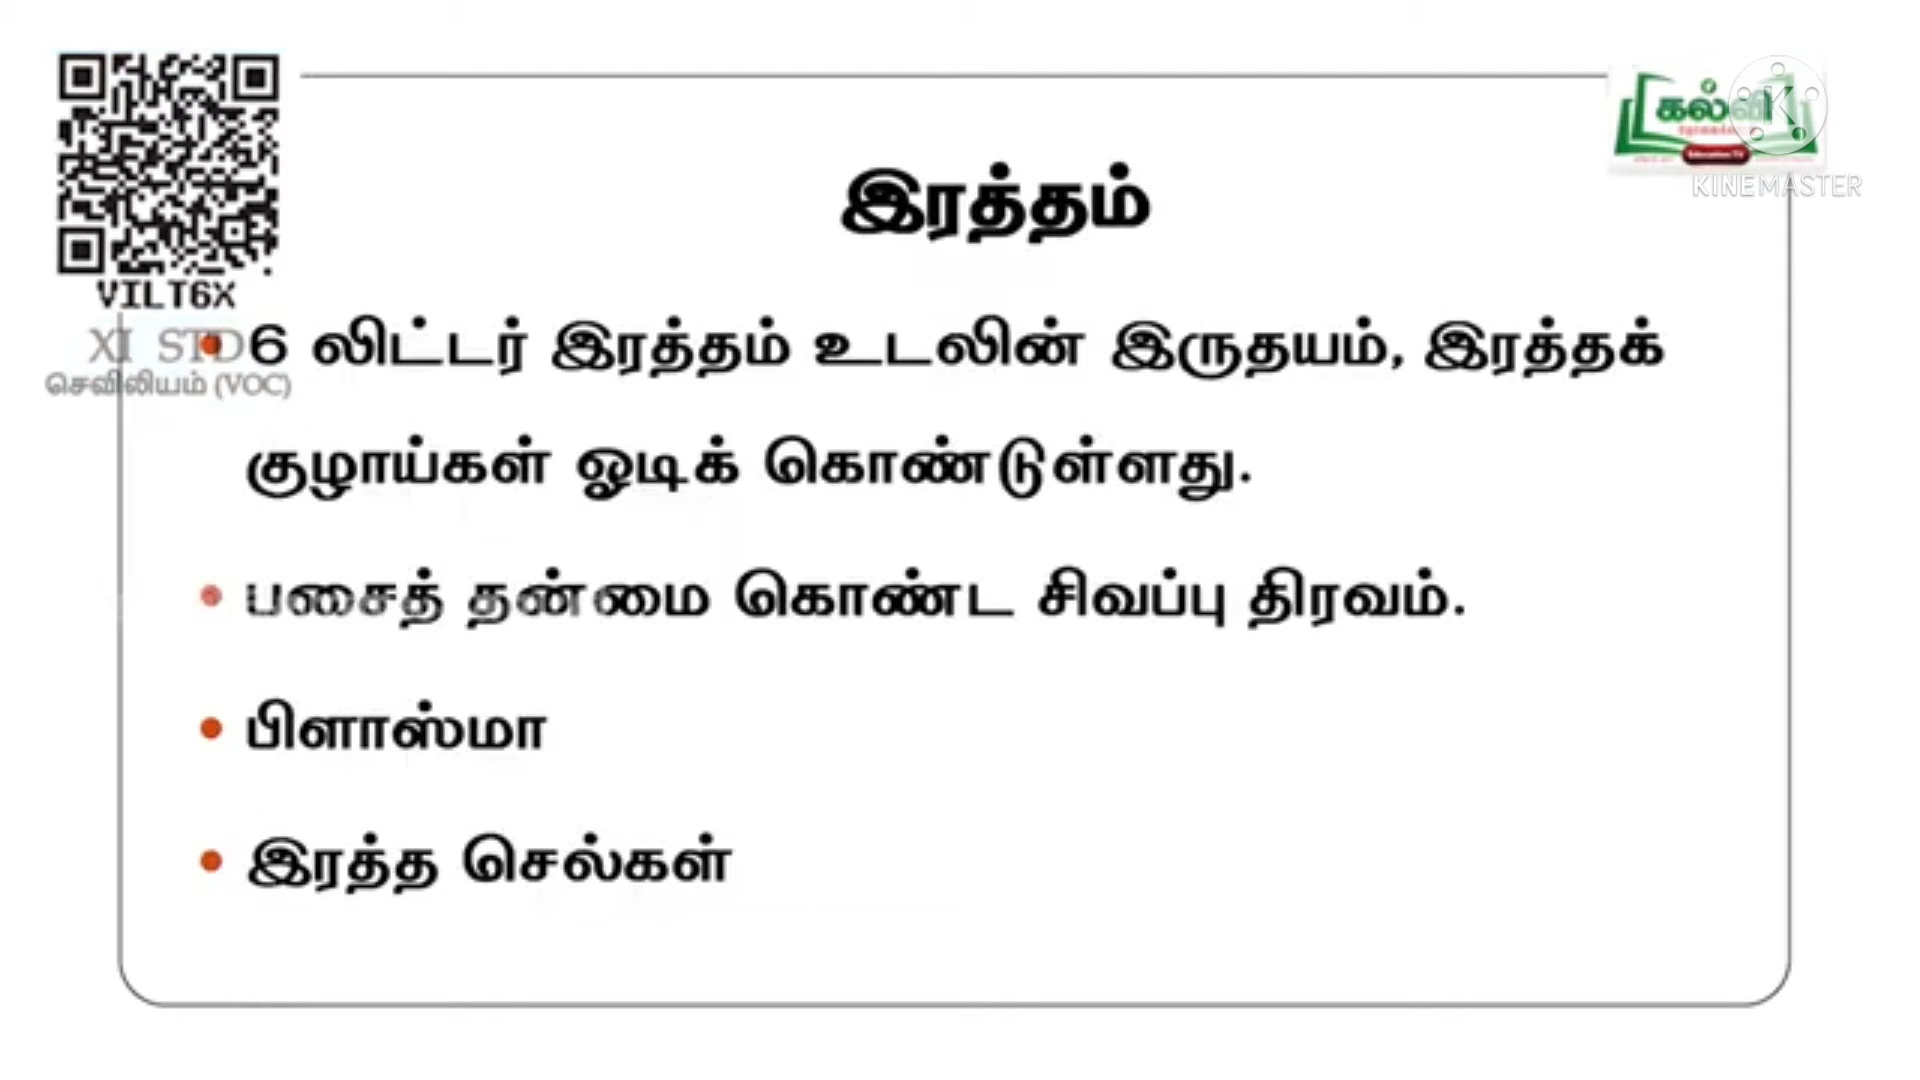 கல்வி
KINEMASTER
இரத்தம்
VILT6X
XI STD
செவிலியம் (VOC)
• 6 லிட்டர் இரத்தம் உடலின் இருதயம், இரத்தக்
குழாய்கள் ஓடிக் கொண்டுள்ளது.
• பசைத் தன்மை கொண்ட சிவப்பு திரவம்.
• பிளாஸ்மா
• இரத்த செல்கள்